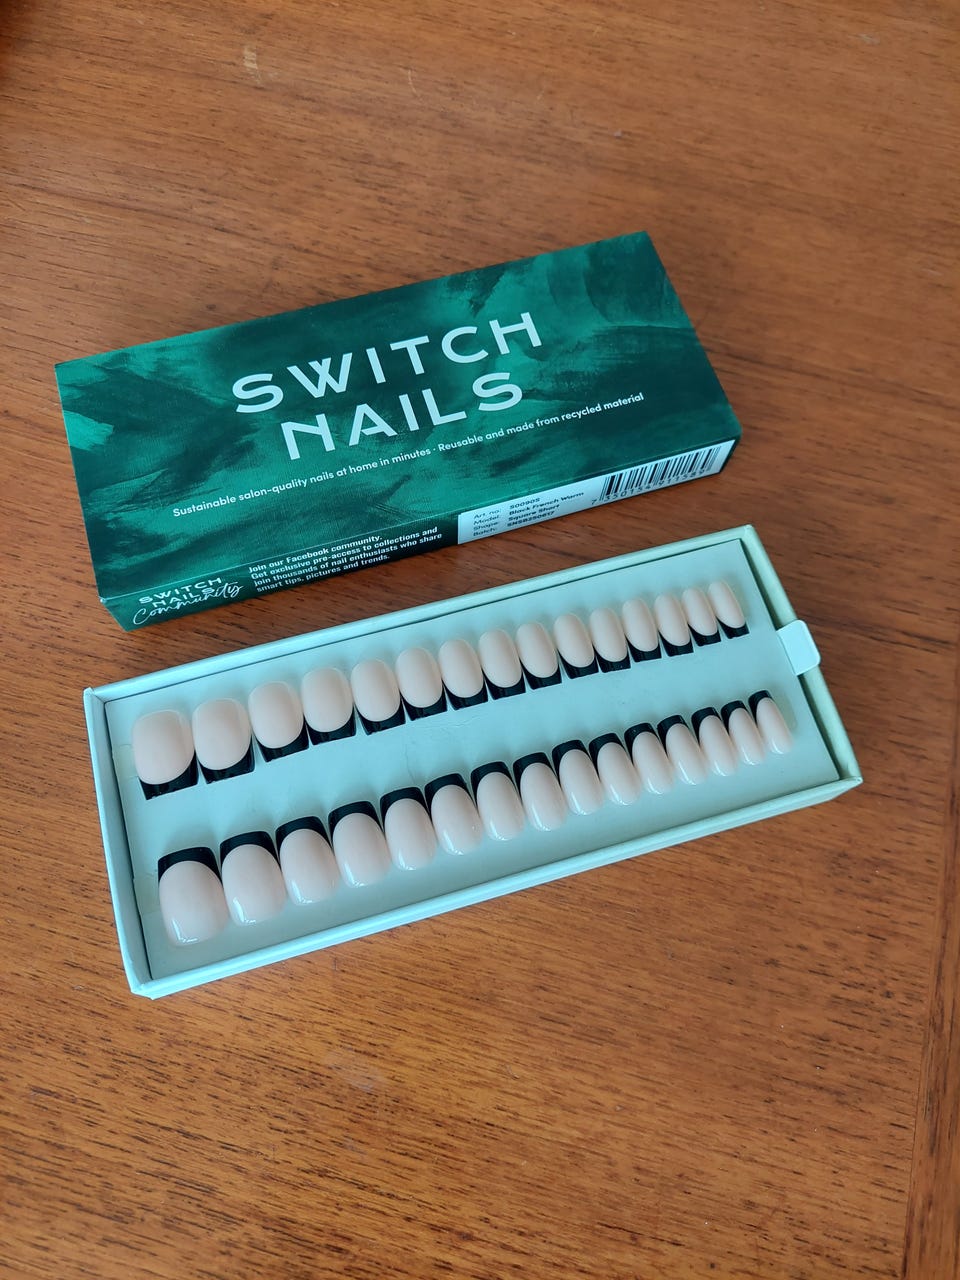 SWITCH
NAILS
Sustainable salon-quality nails at home in minutes · Reusable and made from recycled material
SWITCH
NAILS
Community
Join our Facebook community.
Get exclusive pre-access to collections and
join thousands of nail enthusiasts who share
smart tips, pictures and trends.
Art. no: S0090S
Model: Black French Warm
Shape: Square Short
Batch: